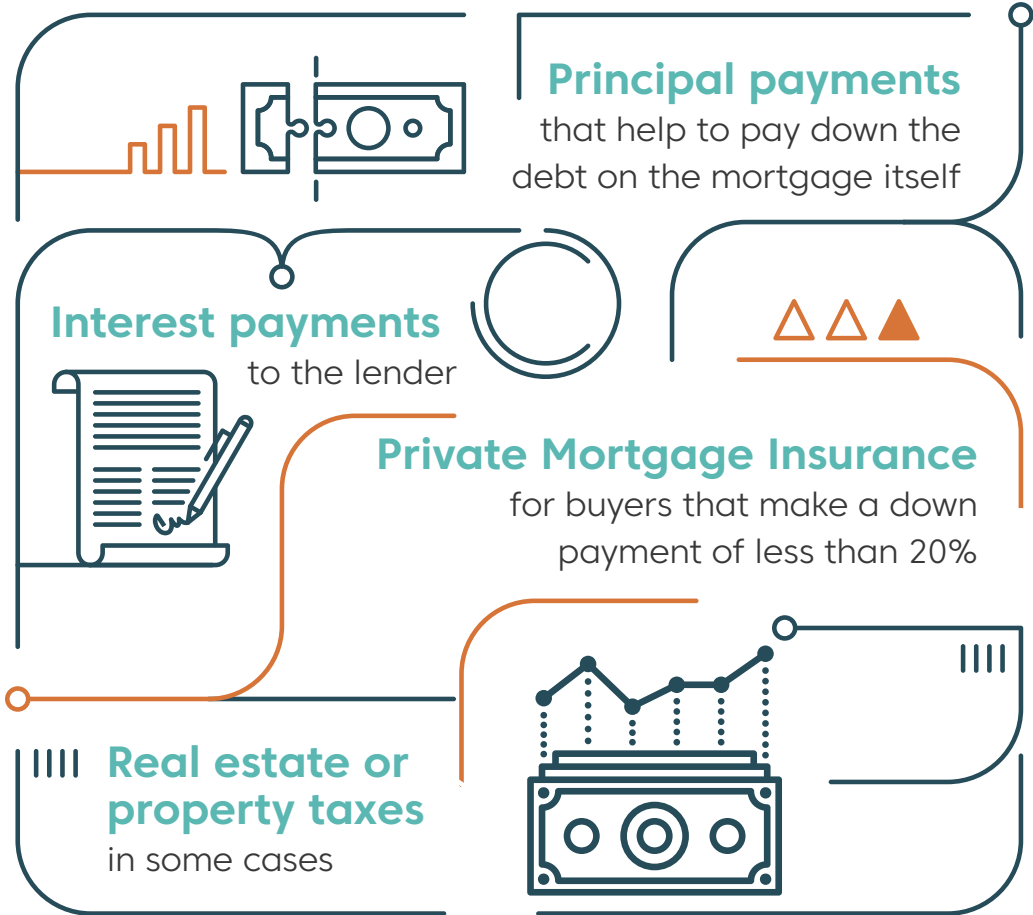 Principal payments
that help to pay down the
debt on the mortgage itself
Interest payments
to the lender
Private Mortgage Insurance
for buyers that make a down
payment of less than 20%
Real estate or
property taxes
in some cases